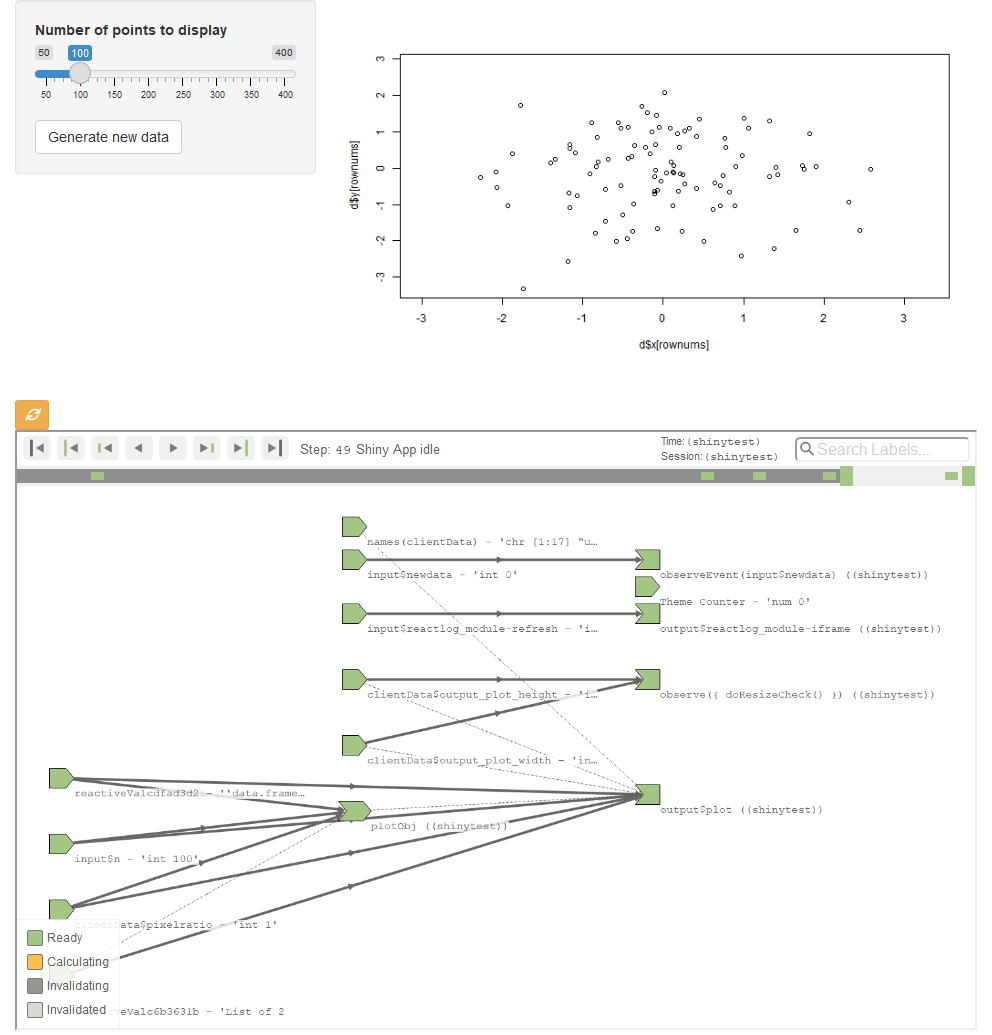 Number of points to display
50 100 400
50 100 150 200 250 300 350 400
Generate new data
3
2
1
0
-1
-2
-3
d$y[rownums]
-3 -2 -1 0 1 2 3
d$x[rownums]
Step: 49 Shiny App idle
Time: (shinytest)
Session: (shinytest)
Search Labels...
names(clientData) - 'chr [1:17] "u…
input$newdata - 'int 0'
observeEvent(input$newdata) ((shinytest))
Theme Counter - 'num 0'
input$reactlog_module-refresh - 'i…
output$reactlog_module-iframe ((shinytest))
clientData$output_plot_height - 'i…
observe({ doResizeCheck() }) ((shinytest))
clientData$output_plot_width - 'in…
reactiveValcdfad3d2 - ''data.frame…
output$plot ((shinytest))
plotObj ((shinytest))
input$n - 'int 100'
clientData$pixelratio - 'int 1'
Ready
Calculating
Invalidating
Invalidated
iveValc6b3631b - 'List of 2